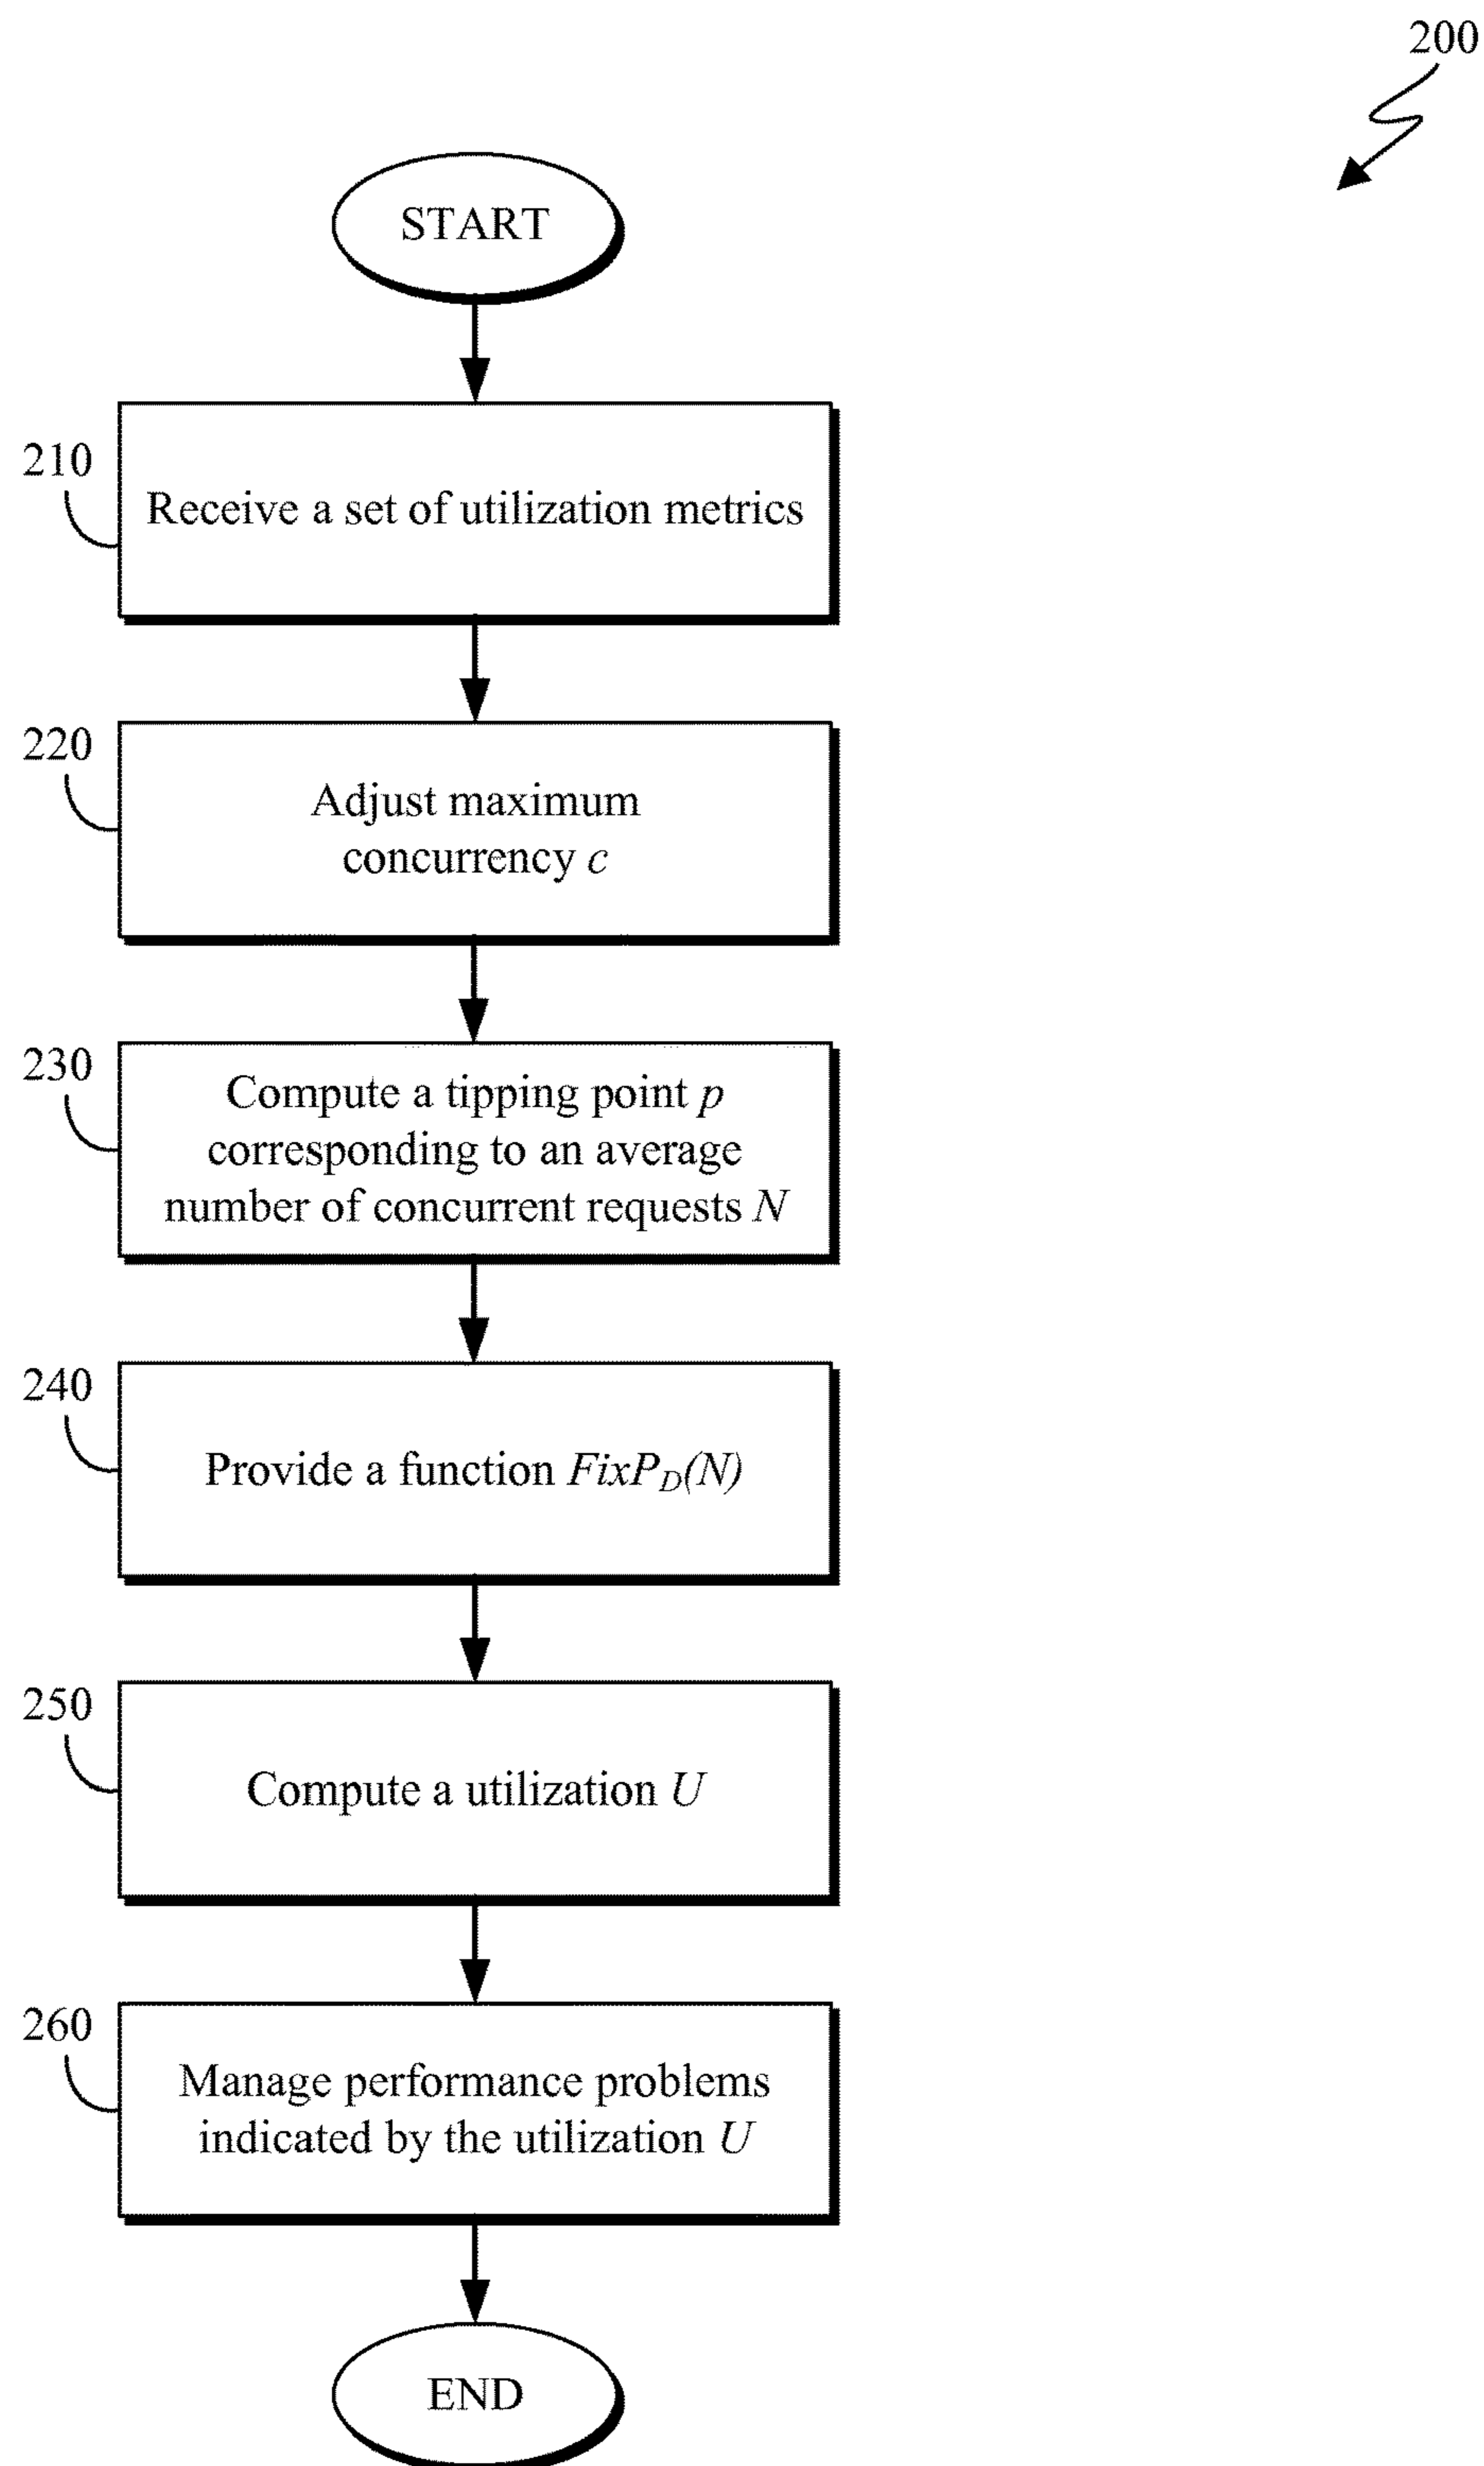 200
START
210
Receive a set of utilization metrics
220
Adjust maximum
concurrency c
230
Compute a tipping point p
corresponding to an average
number of concurrent requests N
240
Provide a function FixP_D(N)
250
Compute a utilization U
260
Manage performance problems
indicated by the utilization U
END